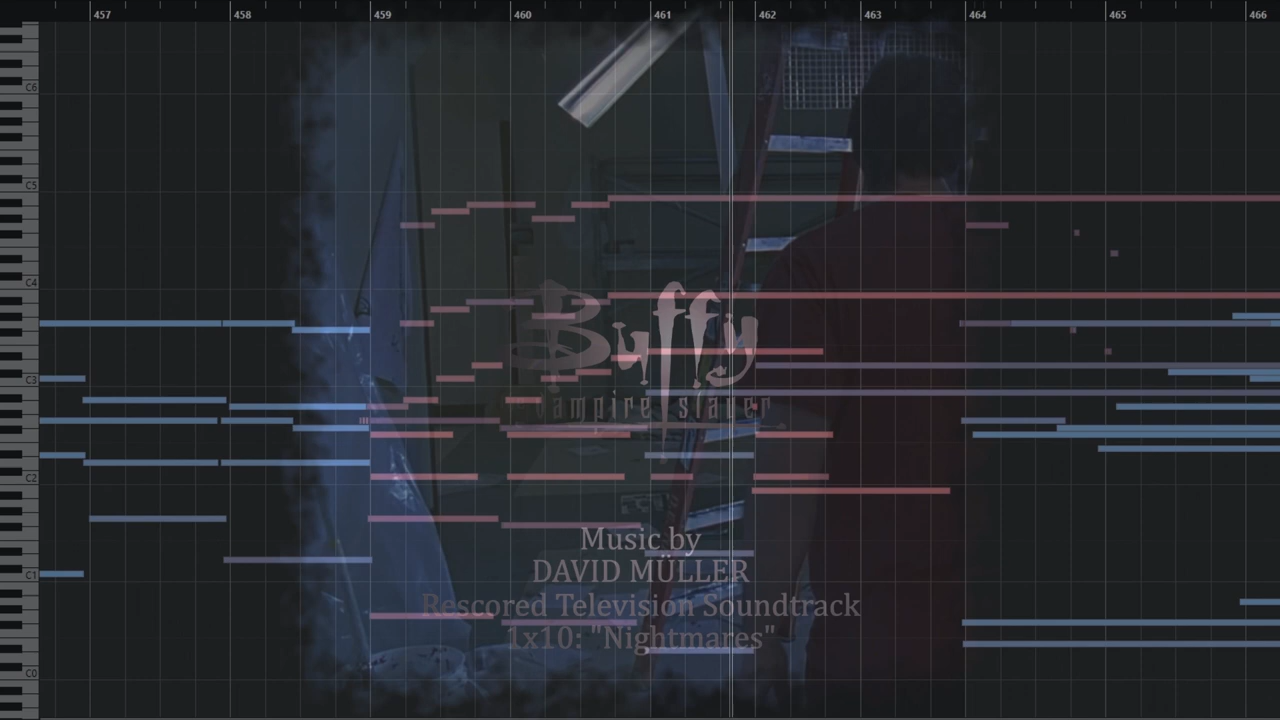 457 458 459 460 461 462 463 464 465 466
C6
C5
C4
C3
C2
C1
C0
Buffy
vampire slayer
Music by
DAVID MÜLLER
Rescored Television Soundtrack
1x10: "Nightmares"